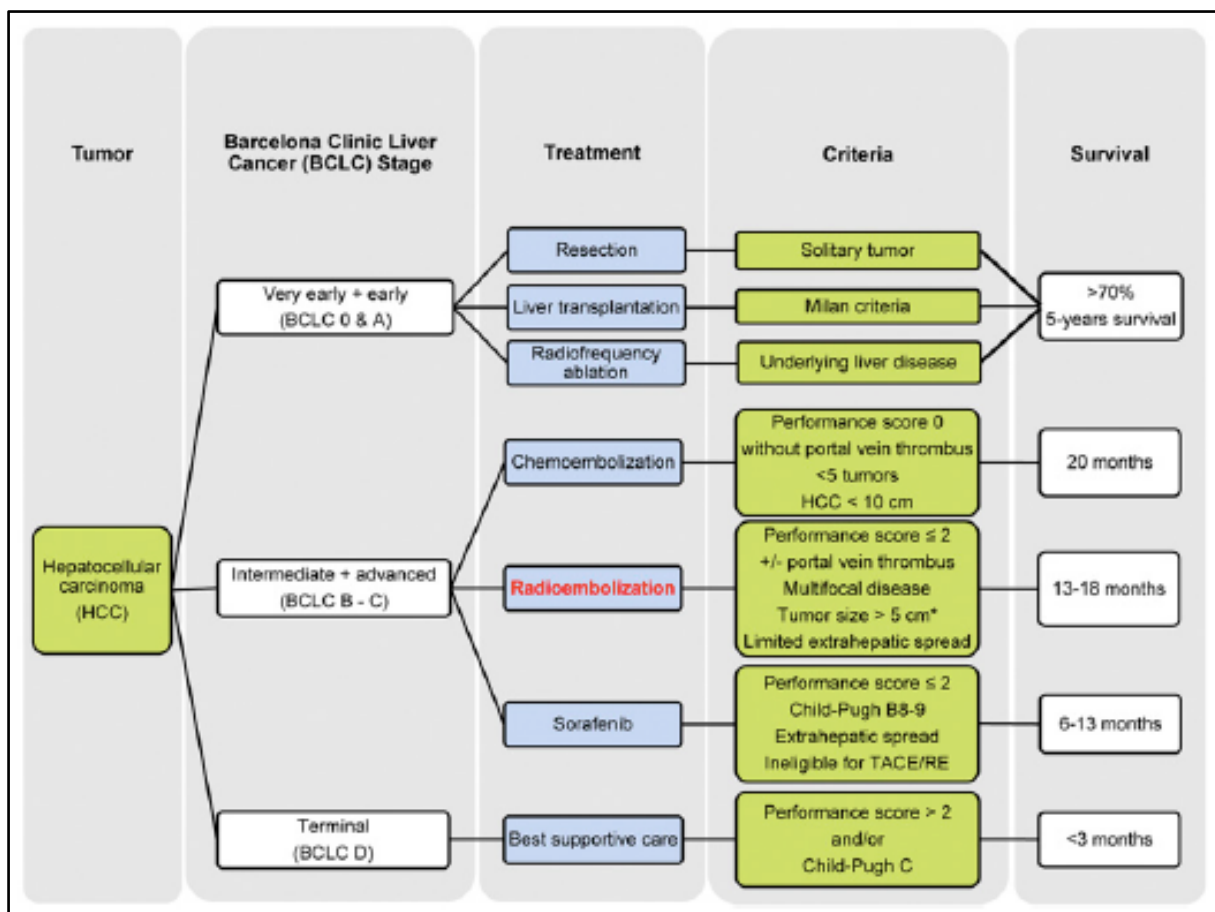 Tumor
Barcelona Clinic Liver
Cancer (BCLC) Stage
Treatment
Criteria
Survival
Hepatocellular
carcinoma
(HCC)
Very early + early
(BCLC 0 & A)
Resection
Solitary tumor
Liver transplantation
Milan criteria
Radiofrequency
ablation
Underlying liver disease
>70%
5-years survival
Intermediate + advanced
(BCLC B - C)
Chemoembolization
Performance score 0
without portal vein thrombus
<5 tumors
HCC < 10 cm
20 months
Radioembolization
Performance score ≤ 2
+/- portal vein thrombus
Multifocal disease
Tumor size > 5 cm*
Limited extrahepatic spread
13-18 months
Sorafenib
Performance score ≤ 2
Child-Pugh B8-9
Extrahepatic spread
Ineligible for TACE/RE
6-13 months
Terminal
(BCLC D)
Best supportive care
Performance score > 2
and/or
Child-Pugh C
<3 months